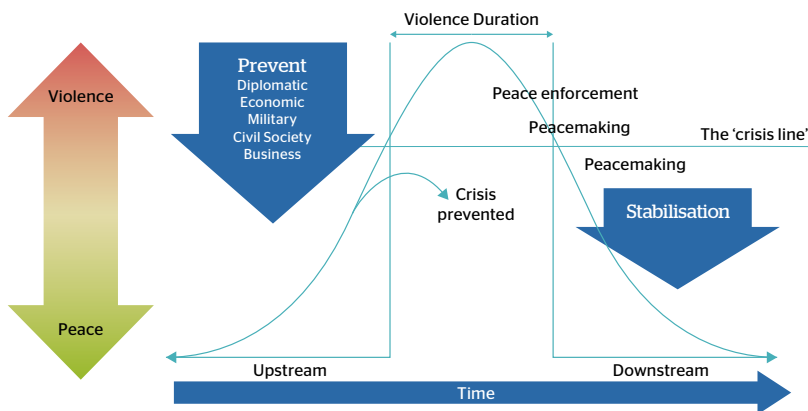 Violence Duration
Prevent
Diplomatic
Economic
Military
Civil Society
Business
Violence
Peace enforcement
Peacemaking
The ‘crisis line’
Peacemaking
Crisis
prevented
Stabilisation
Peace
Upstream
Downstream
Time